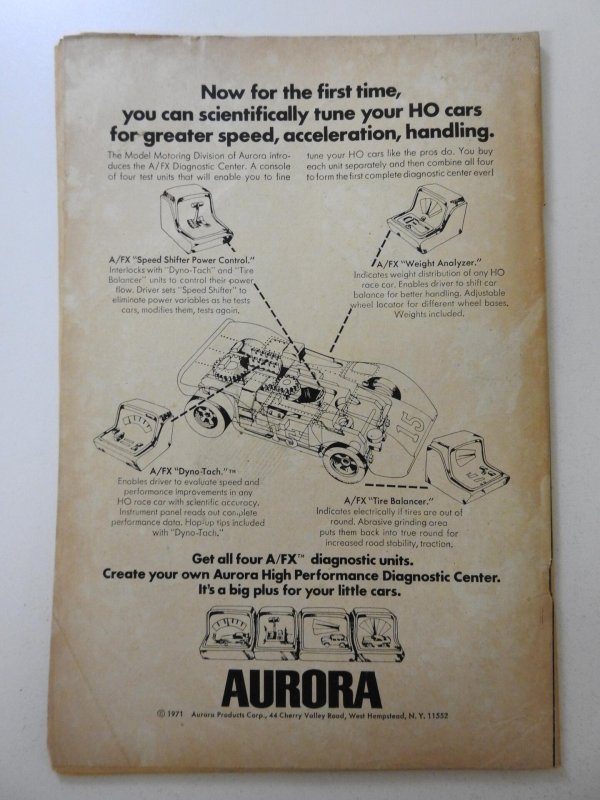 Now for the first time,
you can scientifically tune your HO cars
for greater speed, acceleration, handling.
The Model Motoring Division of Aurora intro-
duces the A/FX Diagnostic Center. A console
of four test units that will enable you to fine
tune your HO cars like the pros do. You buy
each unit separately and then combine all four
to form the first complete diagnostic center ever!
A/FX "Speed Shifter Power Control."
Interlocks with "Dyno-Tach" and "Tire
Balancer" units to control their power
flow. Driver sets "Speed Shifter" to
eliminate power variables as he tests
cars, modifies them, tests again.
A/FX "Weight Analyzer."
Indicates weight distribution of any HO
race car. Enables driver to shift car
balance for better handling. Adjustable
wheel locator for different wheel bases.
Weights included.
15
A/FX "Dyno-Tach."™
Enables driver to evaluate speed and
performance improvements in any
HO race car with scientific accuracy.
Instrument panel reads out complete
performance data. Hop-up tips included
with "Dyno-Tach."
A/FX "Tire Balancer."
Indicates electrically if tires are out of
round. Abrasive grinding area
puts them back into true round for
increased road stability, traction.
Get all four A/FX™ diagnostic units.
Create your own Aurora High Performance Diagnostic Center.
It's a big plus for your little cars.
AURORA
© 1971 Aurora Products Corp., 44 Cherry Valley Road, West Hempstead, N. Y. 11552